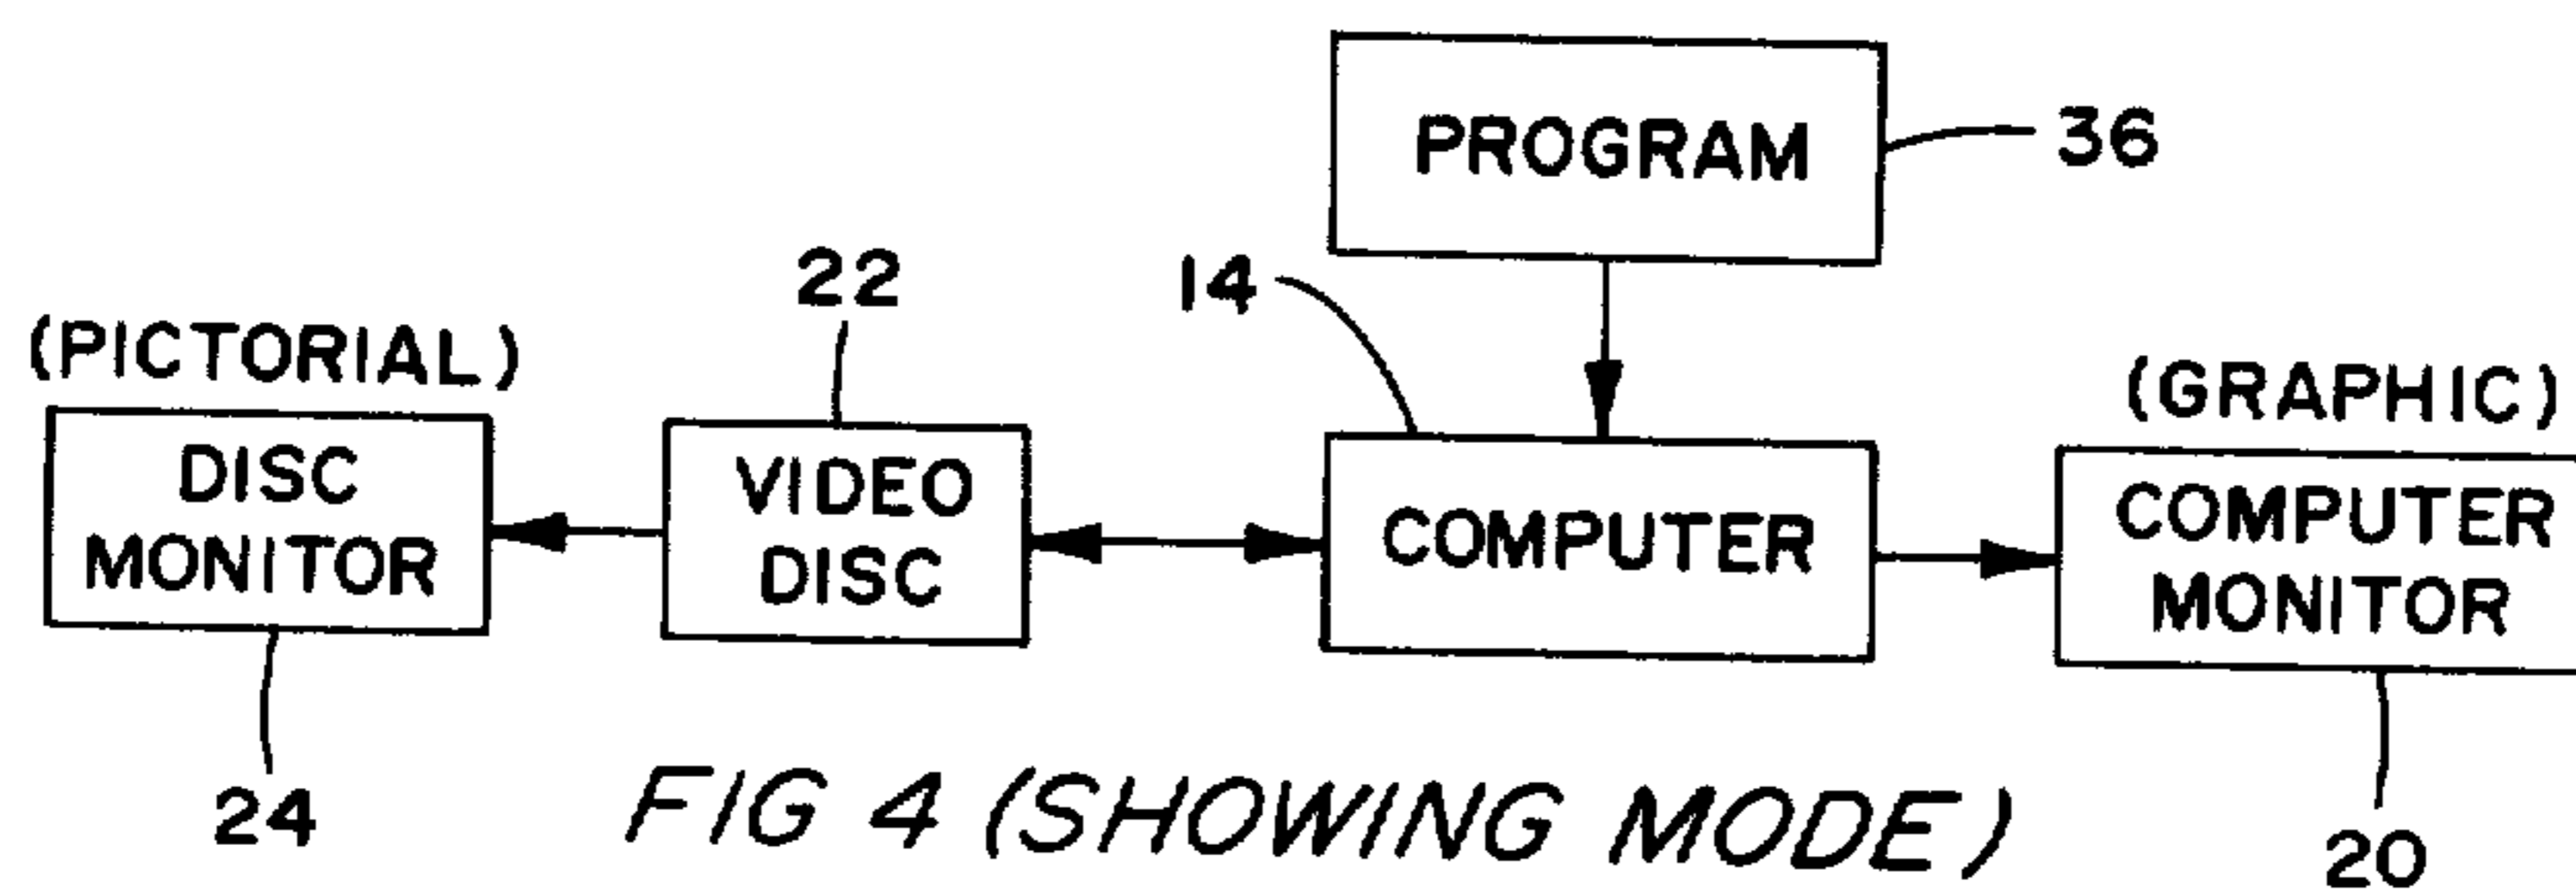 PROGRAM
36
22
14
(PICTORIAL)
(GRAPHIC)
DISC
MONITOR
VIDEO
DISC
COMPUTER
COMPUTER
MONITOR
24
FIG 4 (SHOWING MODE)
20